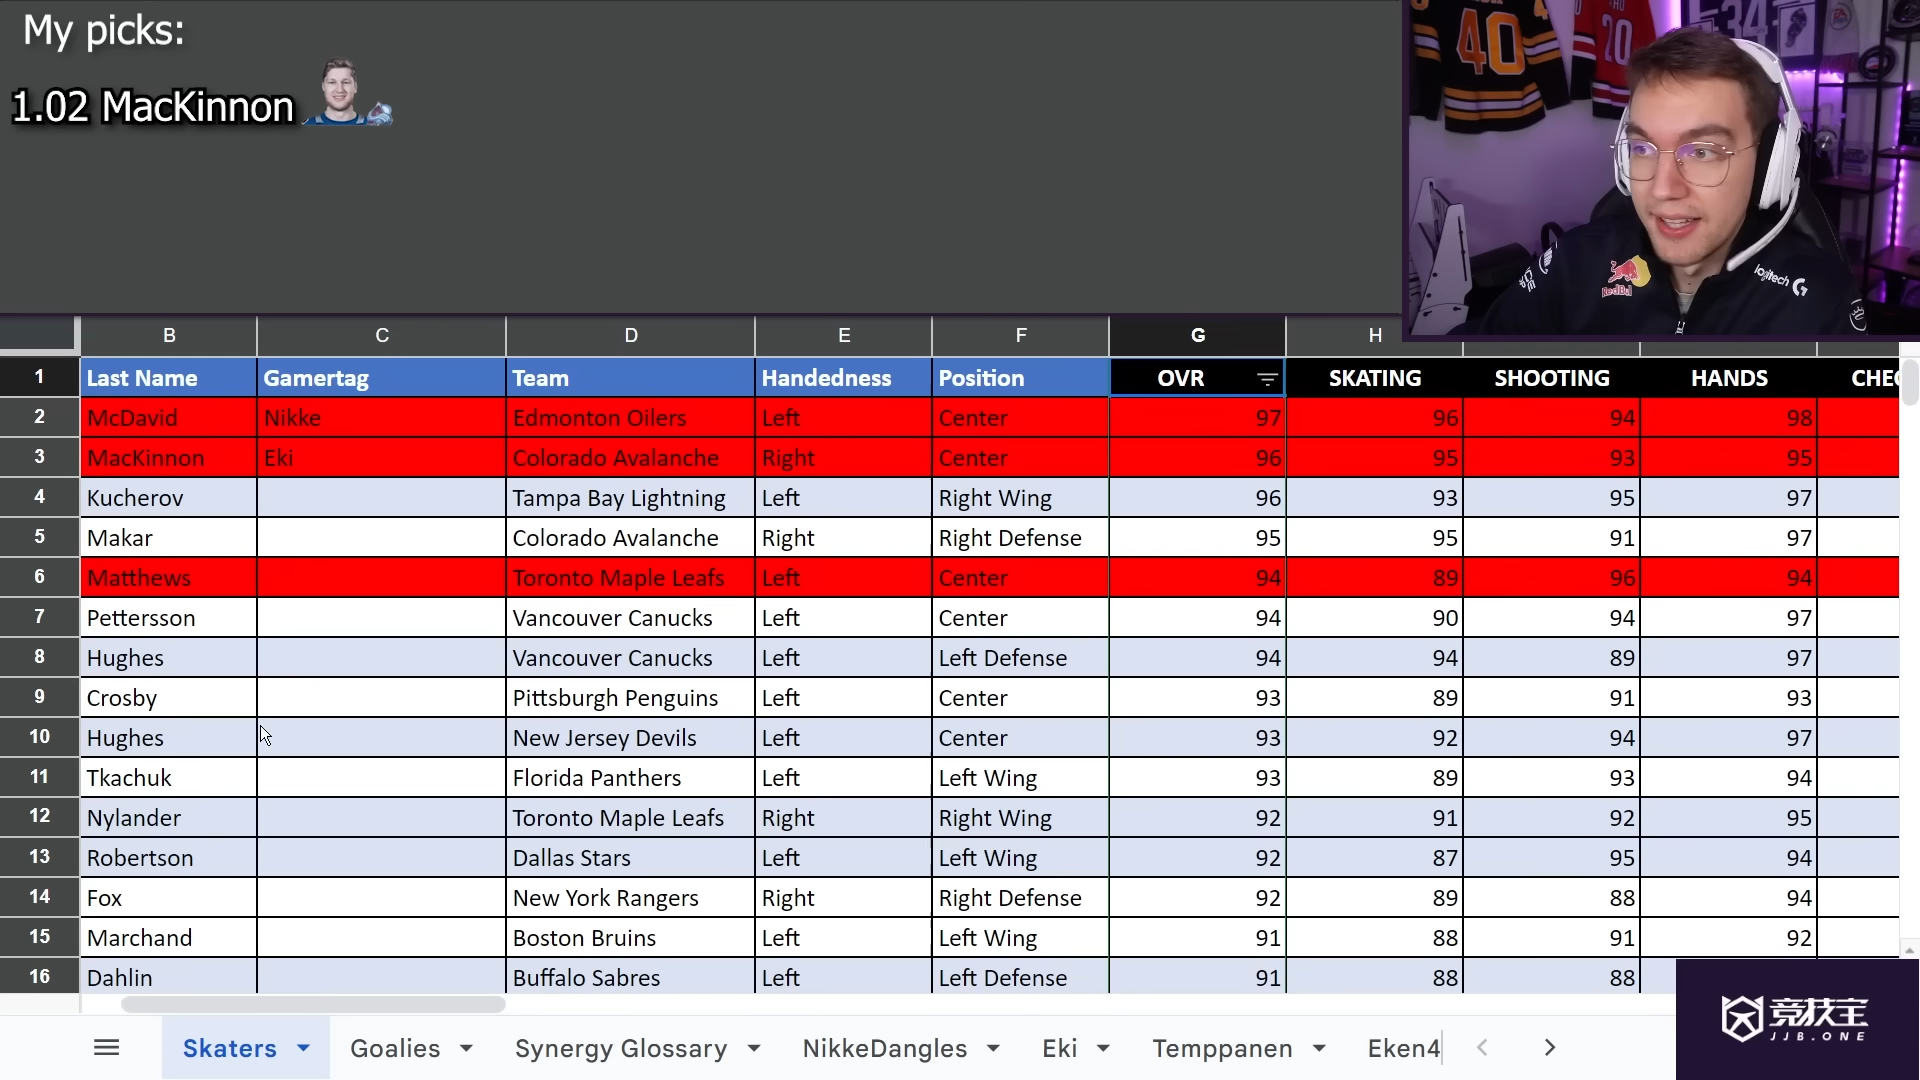 My picks:
1.02 MacKinnon
40
20
34
RedBull
logitech G
B C D E F G H
1 Last Name Gamertag Team Handedness Position OVR SKATING SHOOTING HANDS CHEC
2 McDavid Nikke Edmonton Oilers Left Center 97 96 94 98
3 MacKinnon Eki Colorado Avalanche Right Center 96 95 93 95
4 Kucherov Tampa Bay Lightning Left Right Wing 96 93 95 97
5 Makar Colorado Avalanche Right Right Defense 95 95 91 97
6 Matthews Toronto Maple Leafs Left Center 94 89 96 94
7 Pettersson Vancouver Canucks Left Center 94 90 94 97
8 Hughes Vancouver Canucks Left Left Defense 94 94 89 97
9 Crosby Pittsburgh Penguins Left Center 93 89 91 93
10 Hughes New Jersey Devils Left Center 93 92 94 97
11 Tkachuk Florida Panthers Left Left Wing 93 89 93 94
12 Nylander Toronto Maple Leafs Right Right Wing 92 91 92 95
13 Robertson Dallas Stars Left Left Wing 92 87 95 94
14 Fox New York Rangers Right Right Defense 92 89 88 94
15 Marchand Boston Bruins Left Left Wing 91 88 91 92
16 Dahlin Buffalo Sabres Left Left Defense 91 88 88
Skaters Goalies Synergy Glossary NikkeDangles Eki Temppanen Eken4
竞技宝
JJB.ONE